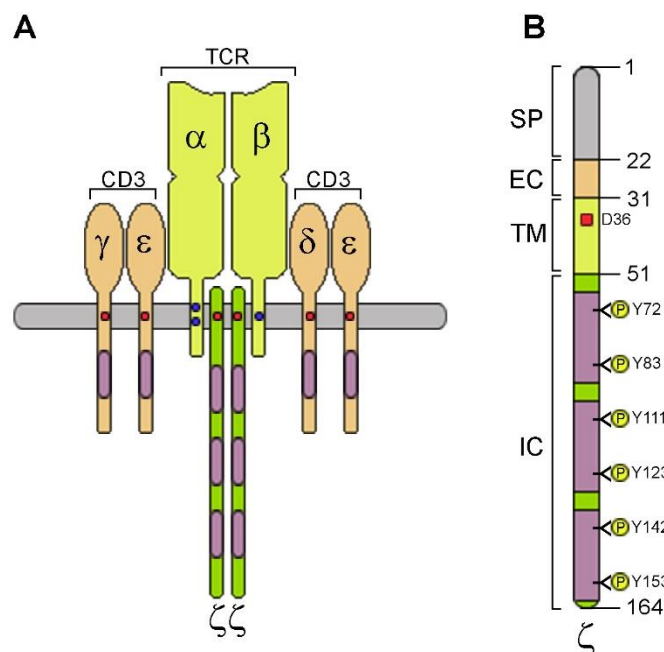 A
TCR
α
β
CD3
γ
ε
CD3
δ
ε
ζ
ζ
B
1
SP
22
EC
31
TM
D36
51
P Y72
P Y83
IC
P Y111
P Y123
P Y142
P Y153
164
ζ